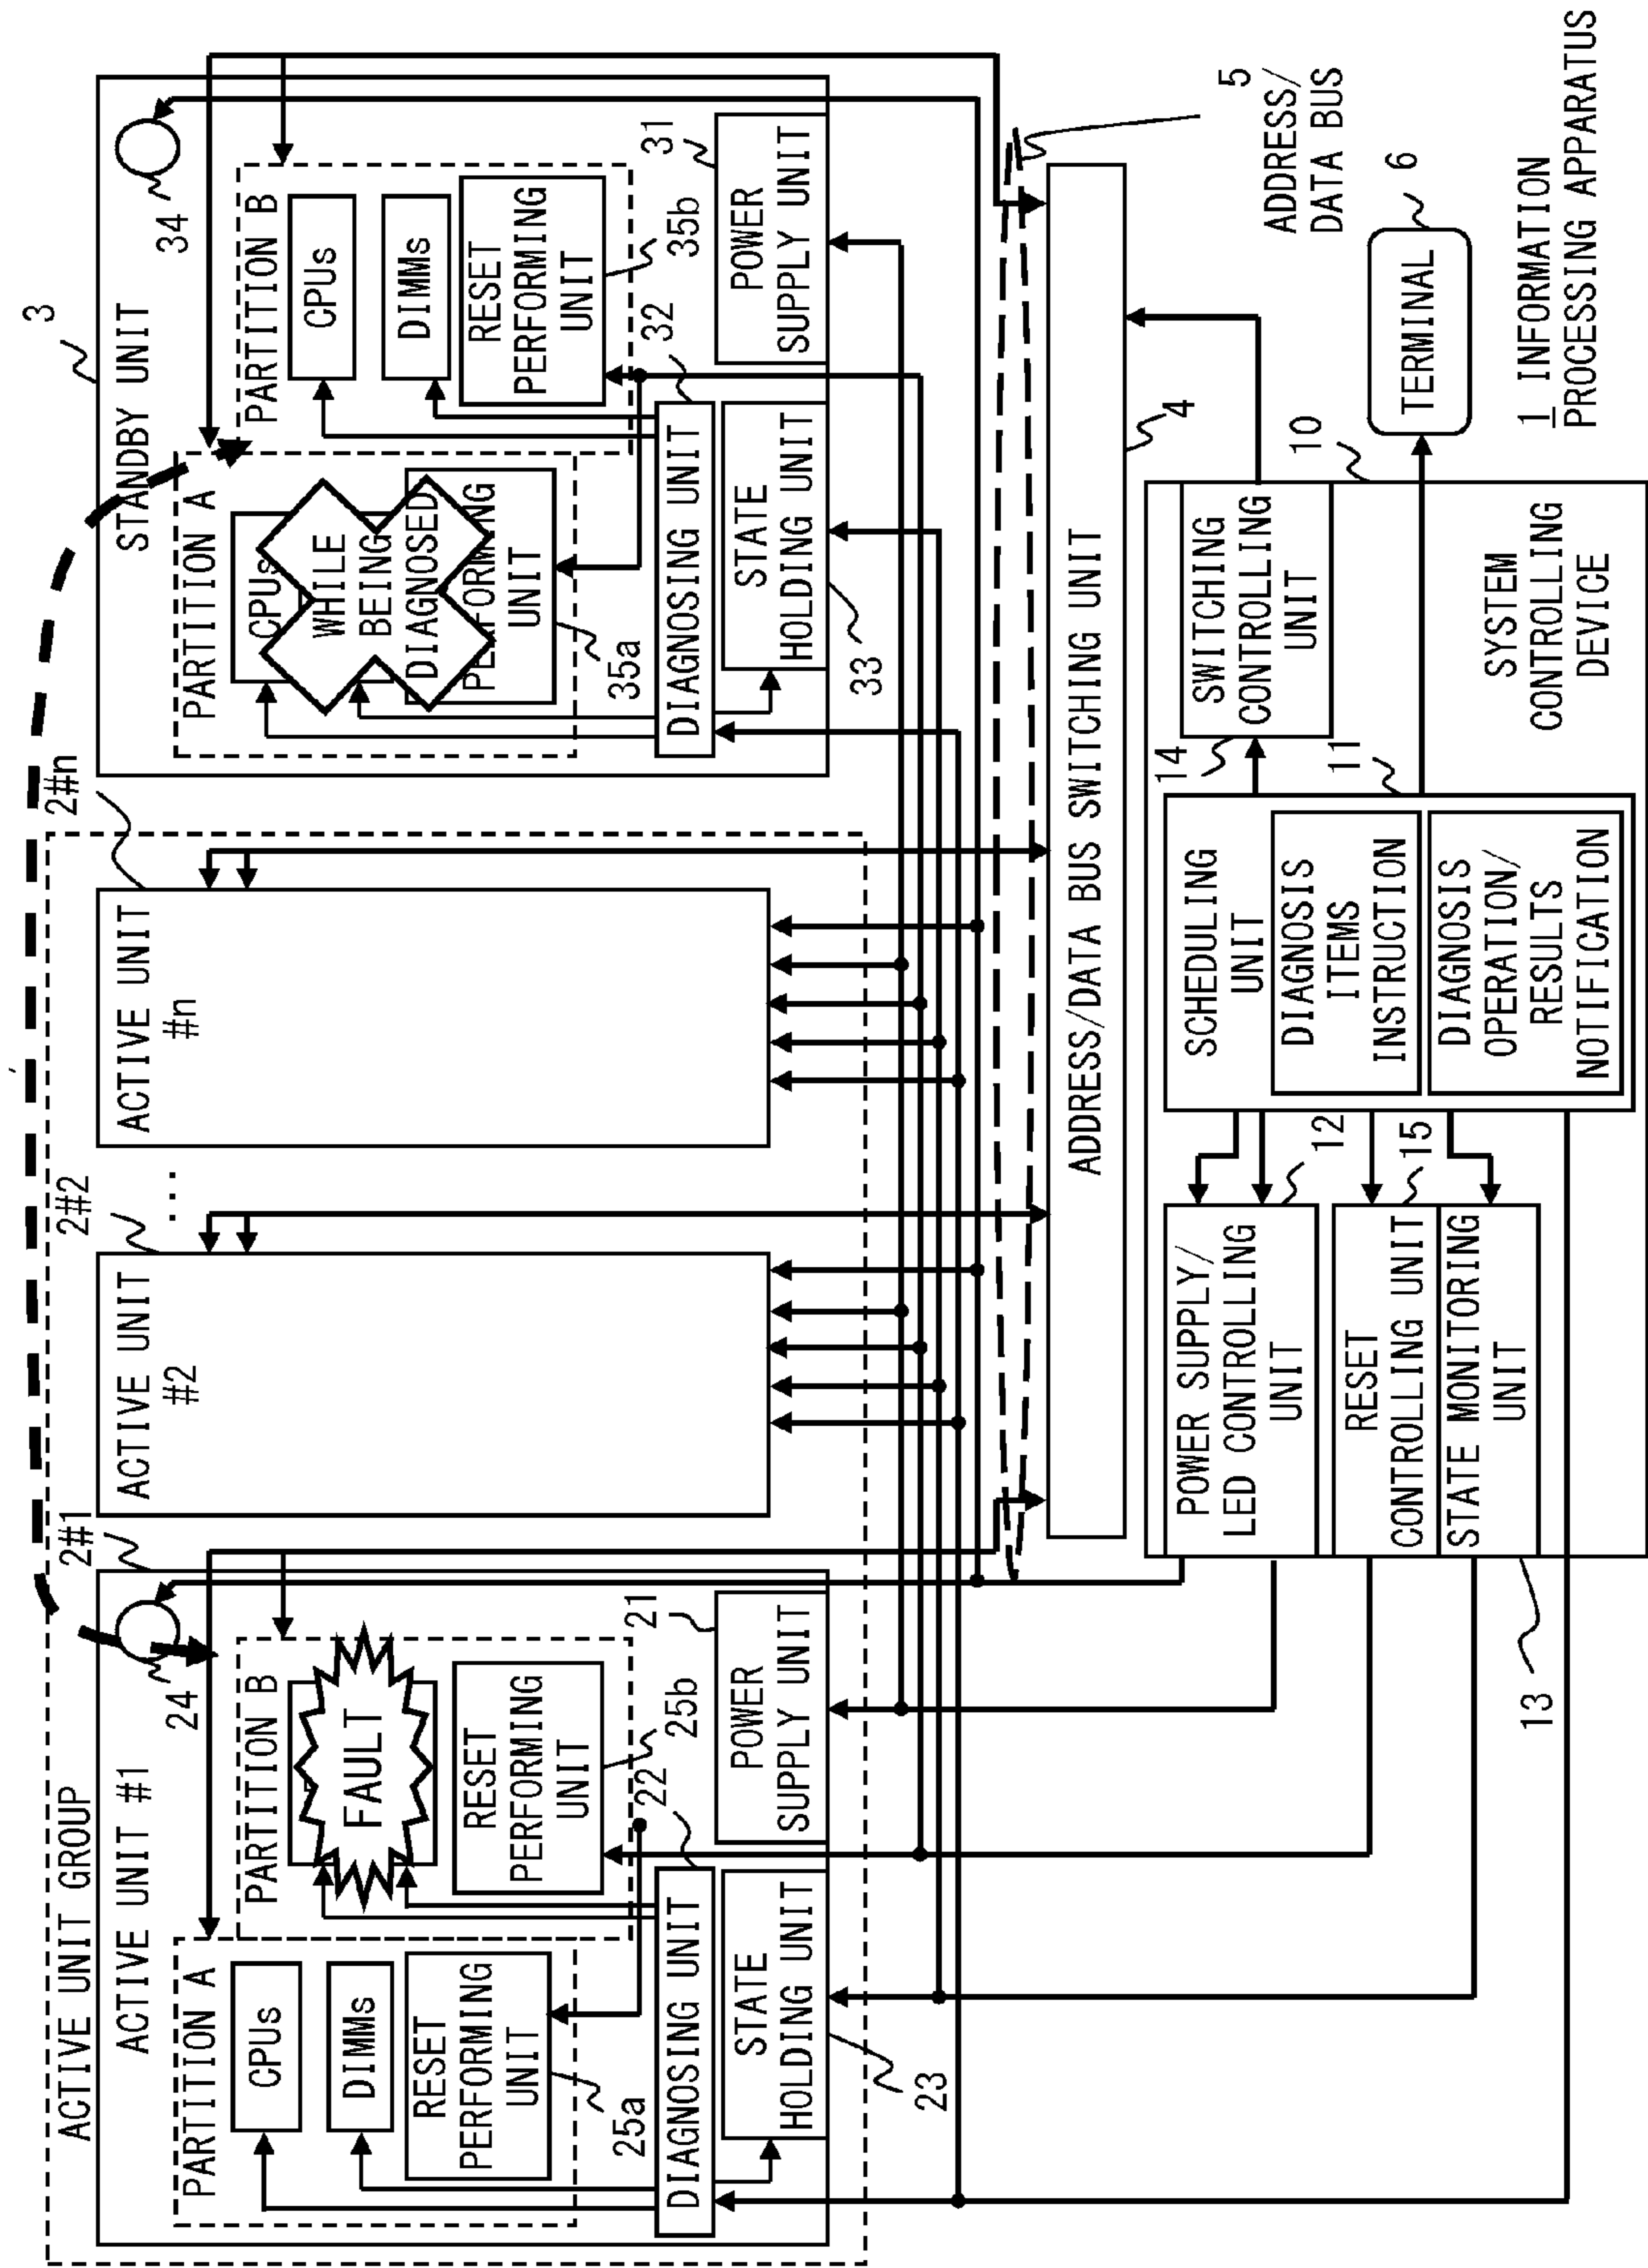 ACTIVE UNIT GROUP
ACTIVE UNIT #1
2#1
24
PARTITION A
CPUs
DIMMs
RESET
PERFORMING
UNIT
25a
PARTITION B
FAULT
RESET
PERFORMING
UNIT
25b
22
DIAGNOSING UNIT
STATE
HOLDING UNIT
23
POWER
SUPPLY UNIT
21
2#2
ACTIVE UNIT
#2
...
2#n
ACTIVE UNIT
#n
3
STANDBY UNIT
34
PARTITION A
CPUs
WHILE
BEING
DIAGNOSED
PERFORMING
UNIT
35a
PARTITION B
CPUs
DIMMs
RESET
PERFORMING
UNIT
35b
32
DIAGNOSING UNIT
STATE
HOLDING UNIT
33
POWER
SUPPLY UNIT
31
5
ADDRESS/
DATA BUS
ADDRESS/DATA BUS SWITCHING UNIT
4
POWER SUPPLY/
LED CONTROLLING
UNIT
12
RESET
CONTROLLING UNIT
15
STATE MONITORING
UNIT
13
SCHEDULING
UNIT
11
DIAGNOSIS
ITEMS
INSTRUCTION
DIAGNOSIS
OPERATION/
RESULTS
NOTIFICATION
14
SWITCHING
CONTROLLING
UNIT
10
SYSTEM
CONTROLLING
DEVICE
TERMINAL
6
1 INFORMATION
PROCESSING APPARATUS